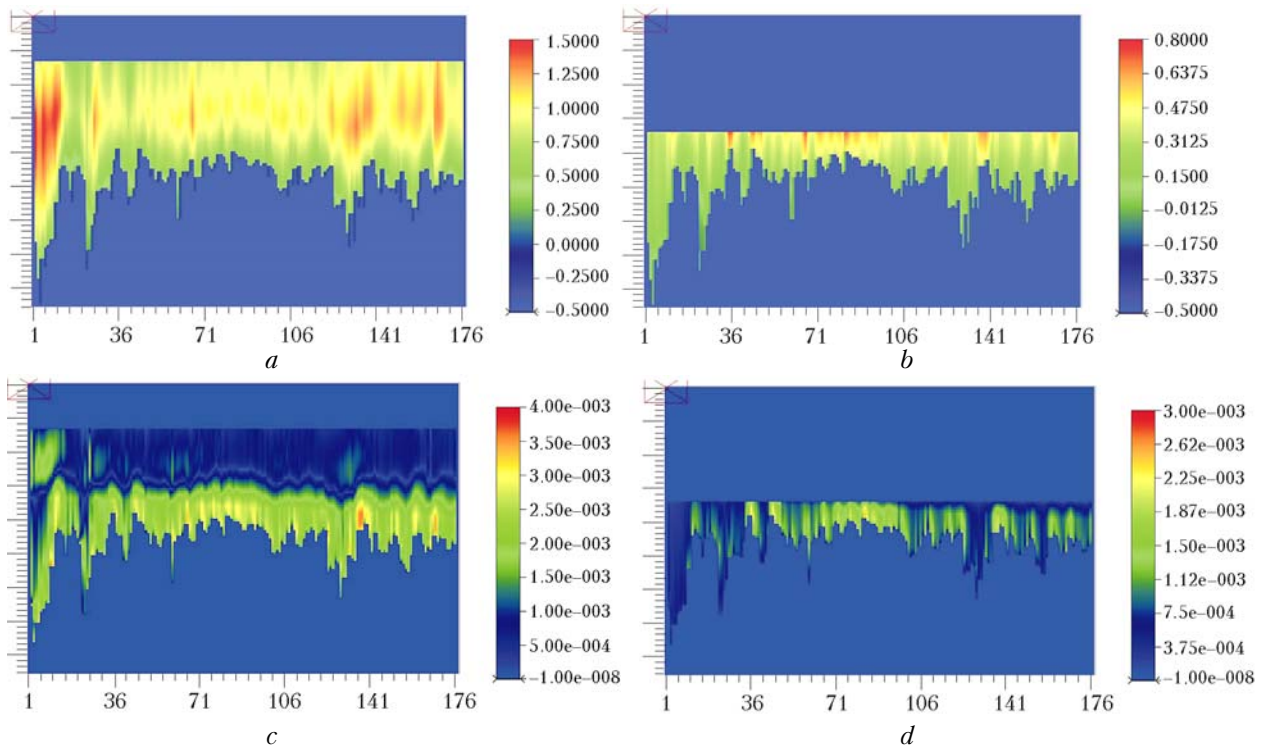 1.5000
1.2500
1.0000
0.7500
0.5000
0.2500
0.0000
−0.2500
−0.5000
1 36 71 106 141 176
a
0.8000
0.6375
0.4750
0.3125
0.1500
−0.0125
−0.1750
−0.3375
−0.5000
1 36 71 106 141 176
b
4.00e−003
3.50e−003
3.00e−003
2.50e−003
2.00e−003
1.50e−003
1.00e−003
5.00e−004
−1.00e−008
1 36 71 106 141 176
c
3.00e−003
2.62e−003
2.25e−003
1.87e−003
1.50e−003
1.12e−003
7.5e−004
3.75e−004
−1.00e−008
1 36 71 106 141 176
d